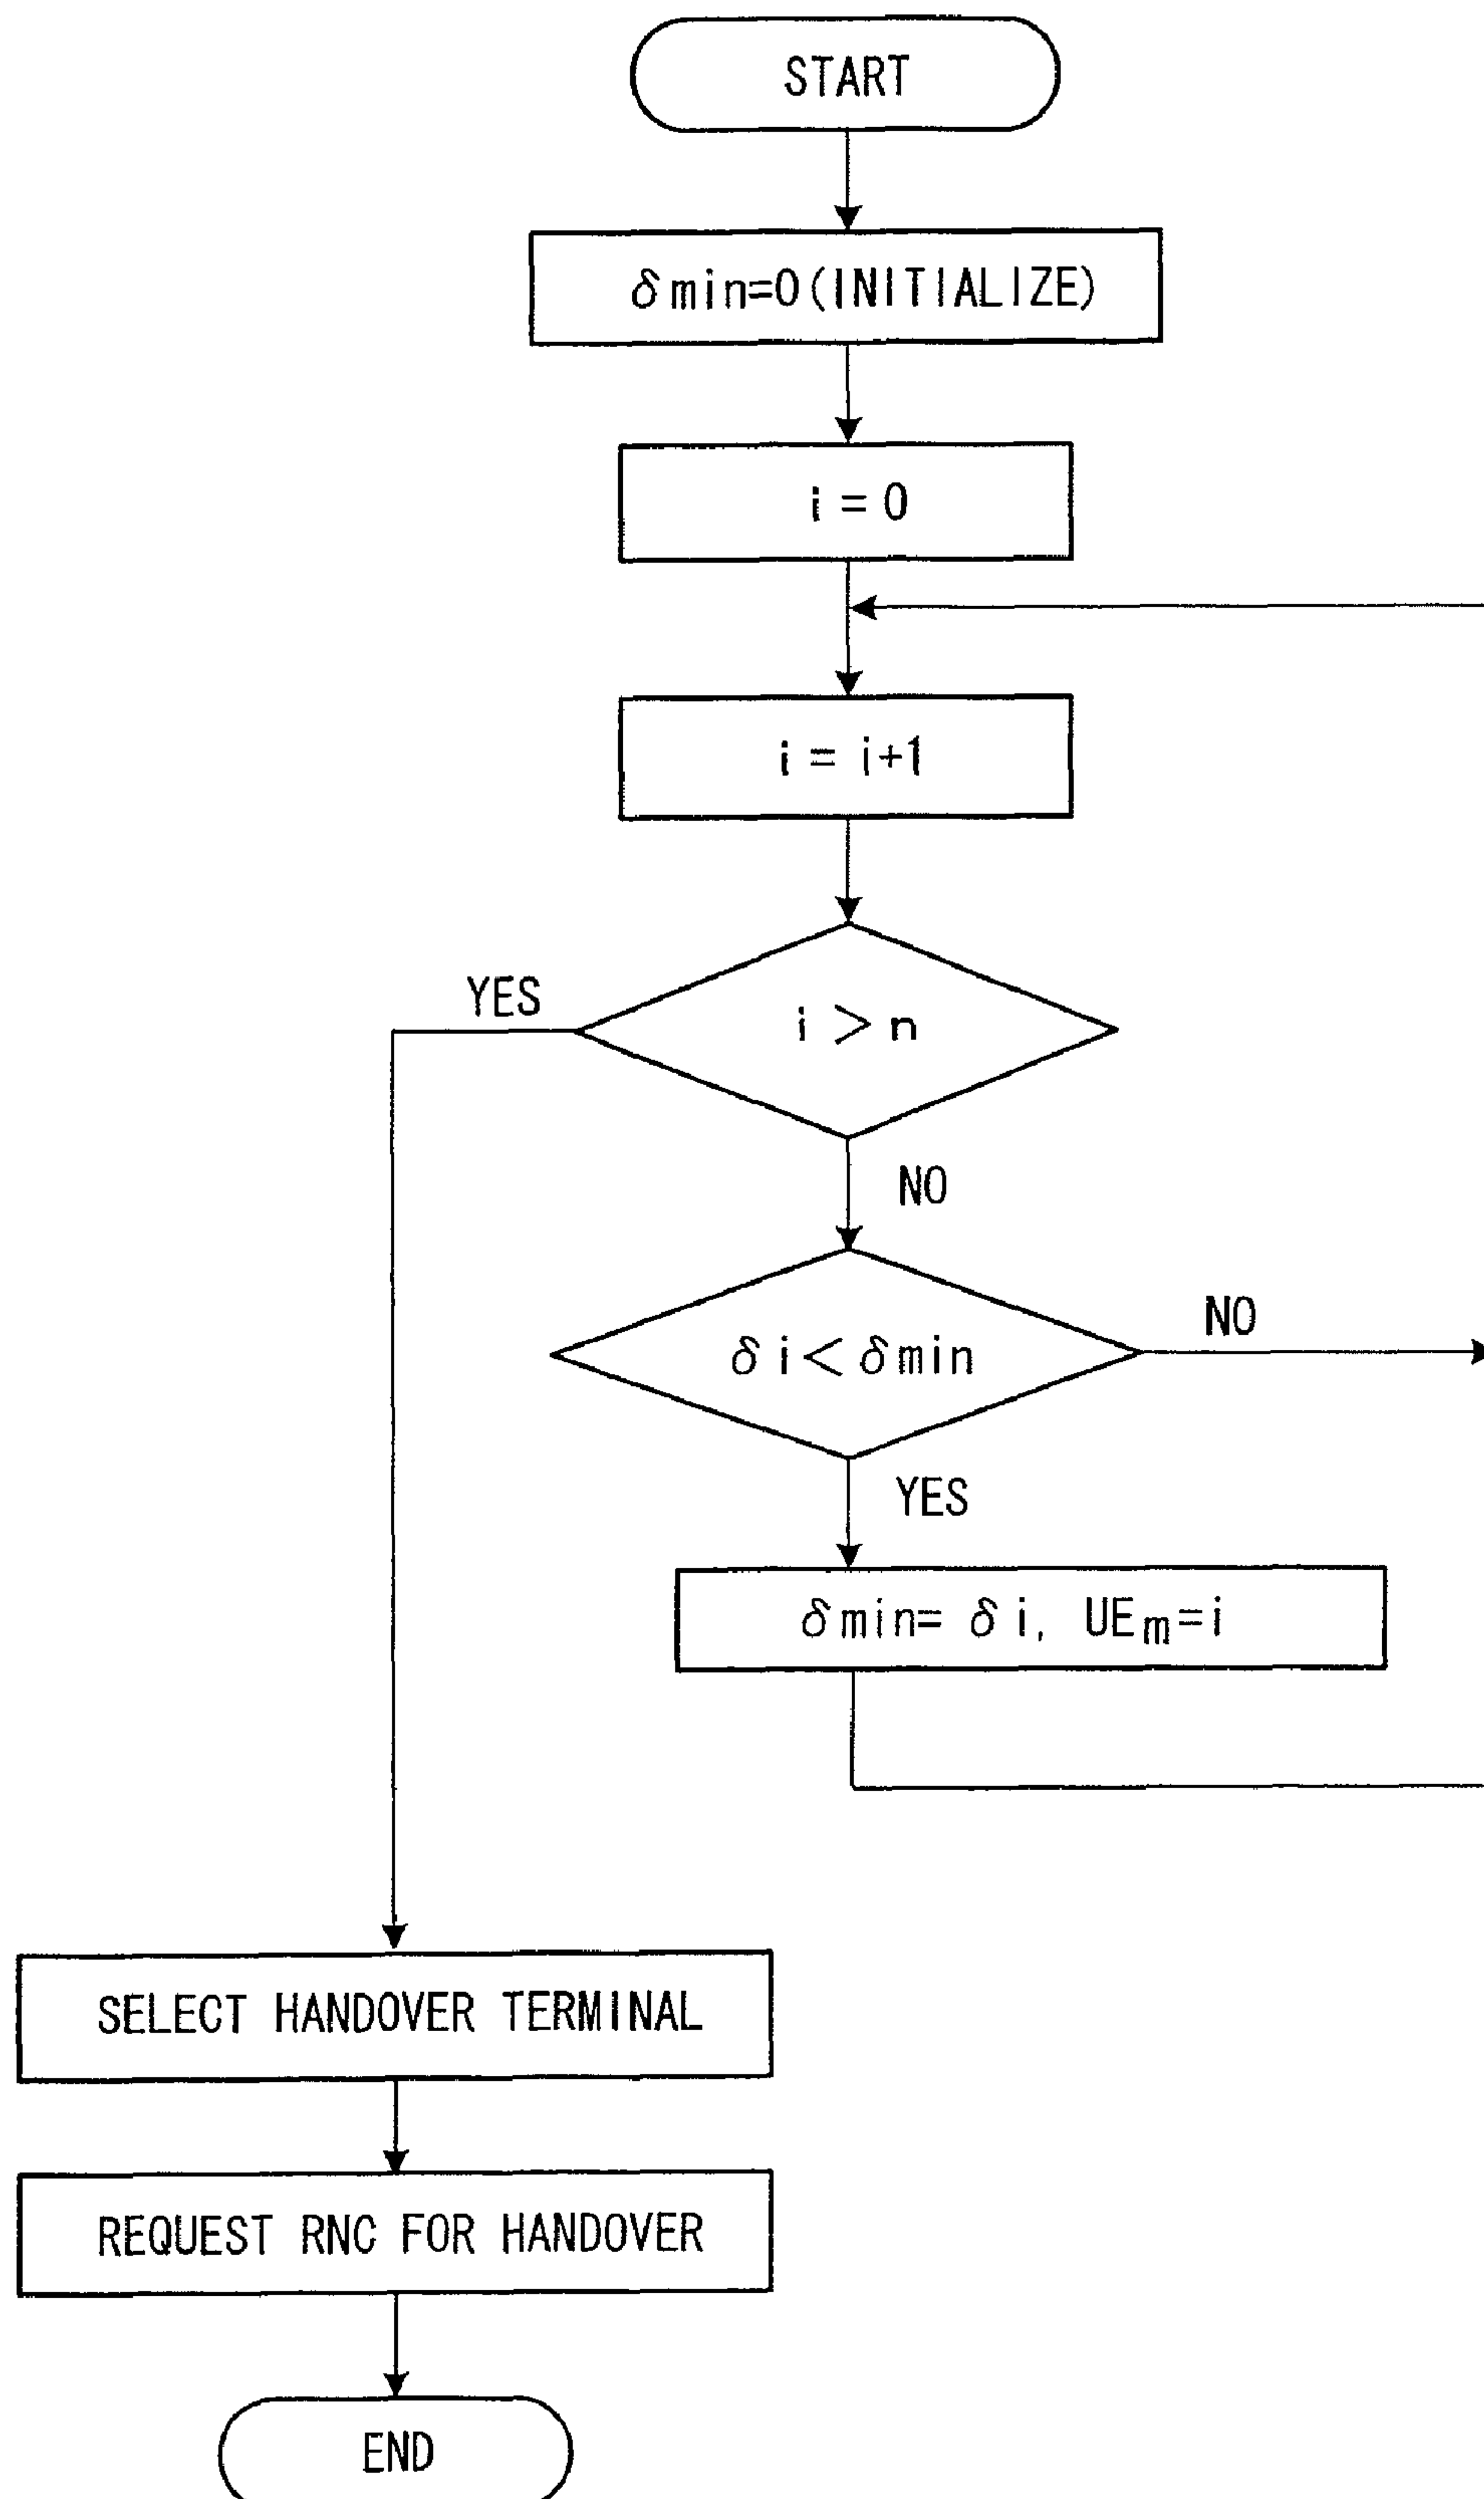 START
δmin=0(INITIALIZE)
i = 0
i = i+1
YES
i > n
NO
NO
δi<δmin
YES
δmin= δi, UEm=i
SELECT HANDOVER TERMINAL
REQUEST RNC FOR HANDOVER
END